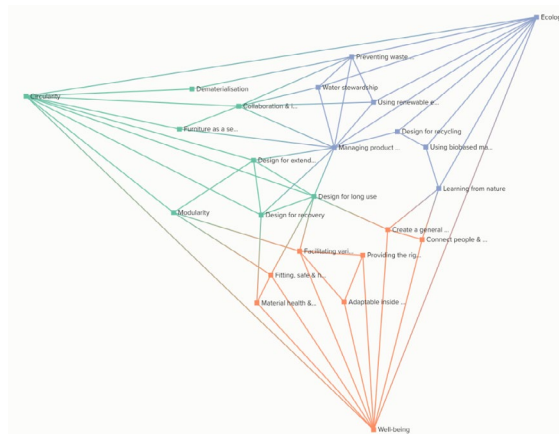 Ecolog
Preventing waste...
Dematerialisation
Water stewardship
Circularity
Collaboration & i...
Using renewable e...
Furniture as a se...
Design for recycling
Managing product ...
Using biobased ma...
Design for extend...
Learning from nature
Design for long use
Modularity
Design for recovery
Create a general ...
Connect people & ...
Facilitating vari...
Providing the rig...
Fitting, safe & h...
Material health &...
Adaptable inside ...
Well-being